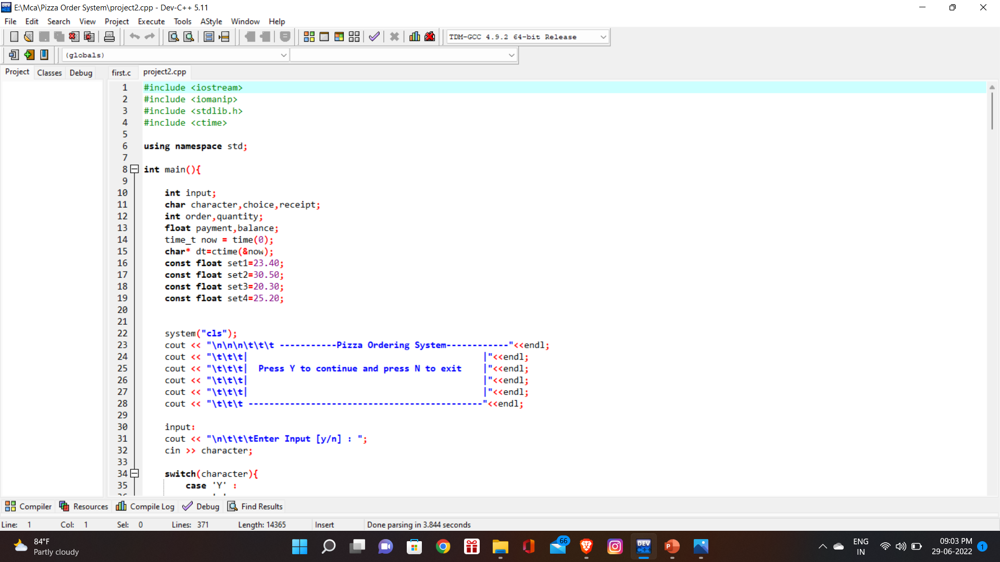 E:\Mca\Pizza Order System\project2.cpp - Dev-C++ 5.11
File Edit Search View Project Execute Tools AStyle Window Help
TDM-GCC 4.9.2 64-bit Release
(globals)
Project Classes Debug first.c project2.cpp
1 #include <iostream>
2 #include <iomanip>
3 #include <stdlib.h>
4 #include <ctime>
5
6 using namespace std;
7
8 int main(){
9
10 int input;
11 char character,choice,receipt;
12 int order,quantity;
13 float payment,balance;
14 time_t now = time(0);
15 char* dt=ctime(&now);
16 const float set1=23.40;
17 const float set2=30.50;
18 const float set3=20.30;
19 const float set4=25.20;
20
21
22 system("cls");
23 cout << "\n\n\n\t\t\t -----------Pizza Ordering System------------"<<endl;
24 cout << "\t\t\t|                                             |"<<endl;
25 cout << "\t\t\t|  Press Y to continue and press N to exit    |"<<endl;
26 cout << "\t\t\t|                                             |"<<endl;
27 cout << "\t\t\t|                                             |"<<endl;
28 cout << "\t\t\t ---------------------------------------------"<<endl;
29
30 input:
31 cout << "\n\t\t\tEnter Input [y/n] : ";
32 cin >> character;
33
34 switch(character){
35 case 'Y' :
Compiler Resources Compile Log Debug Find Results
Line: 1 Col: 1 Sel: 0 Lines: 371 Length: 14365 Insert Done parsing in 3.844 seconds
84°F
Partly cloudy
66
DEV
C++
P
ENG
IN
09:03 PM
29-06-2022
1